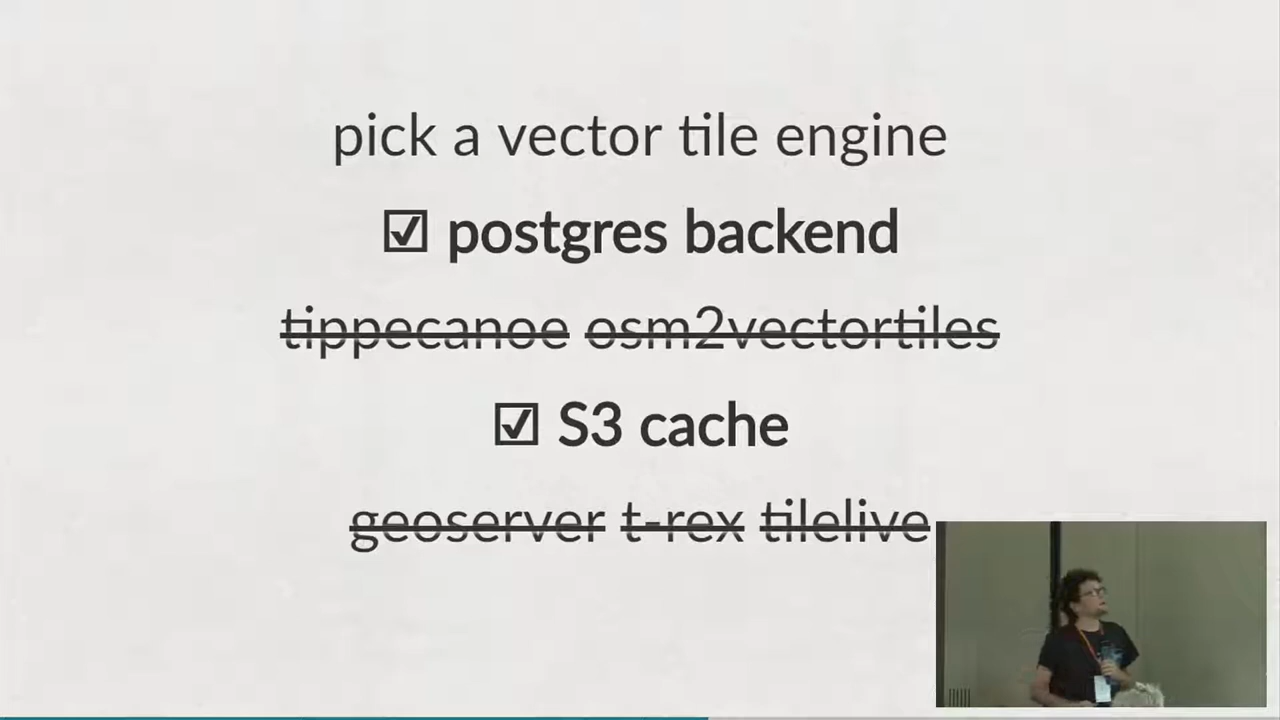 pick a vector tile engine
☑ postgres backend
tippecanoe osm2vectortiles
☑ S3 cache
geoserver t-rex tilelive